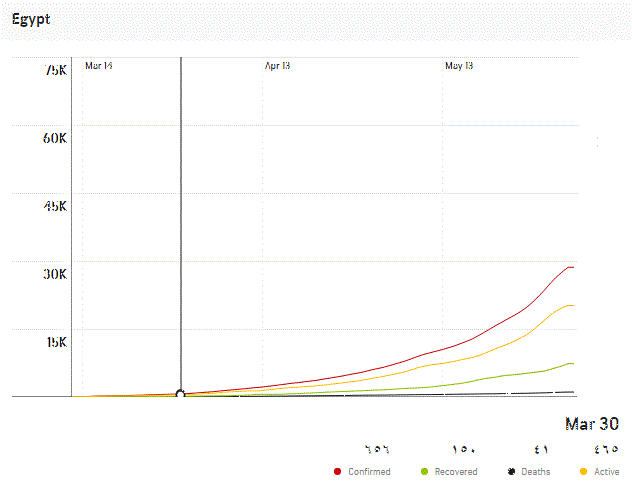 Egypt
Mar 14 Apr 13 May 13
75K
60K
45K
30K
15K
Mar 30
٦٥٦ ١٥٠ ٤١ ٤٦٥
Confirmed Recovered Deaths Active